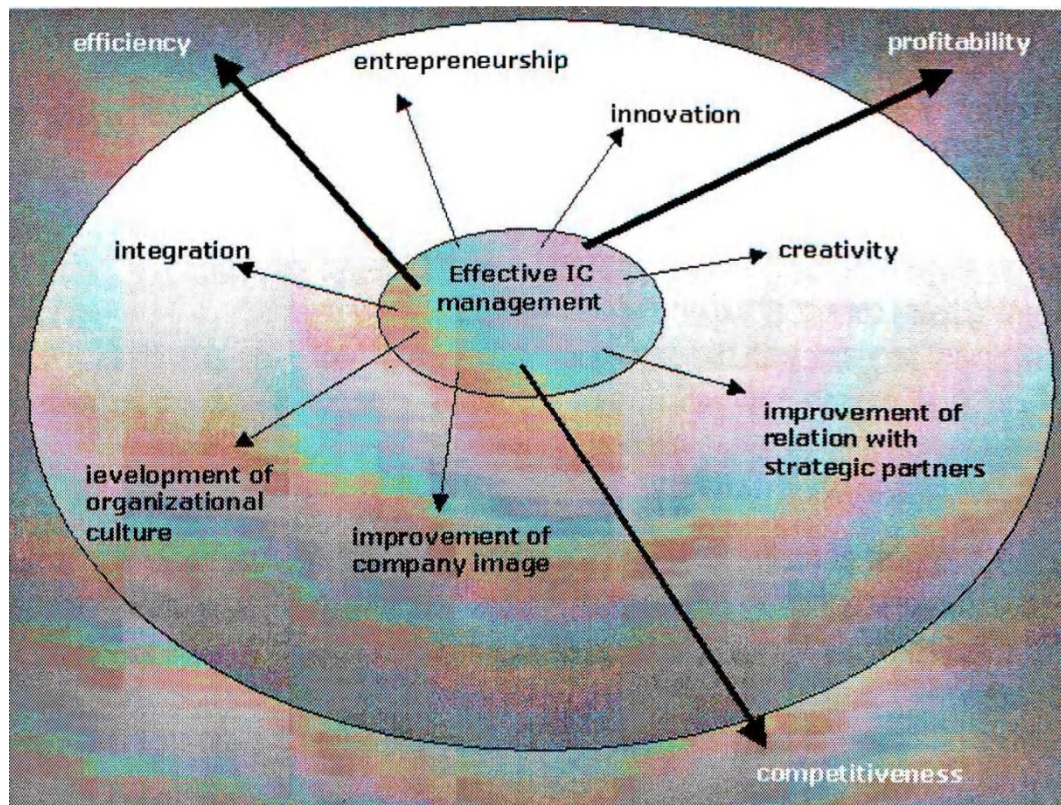 efficiency
profitability
entrepreneurship
innovation
integration
creativity
Effective IC
management
improvement of
relation with
strategic partners
ievelopment of
organizational
culture
improvement of
company image
competitiveness